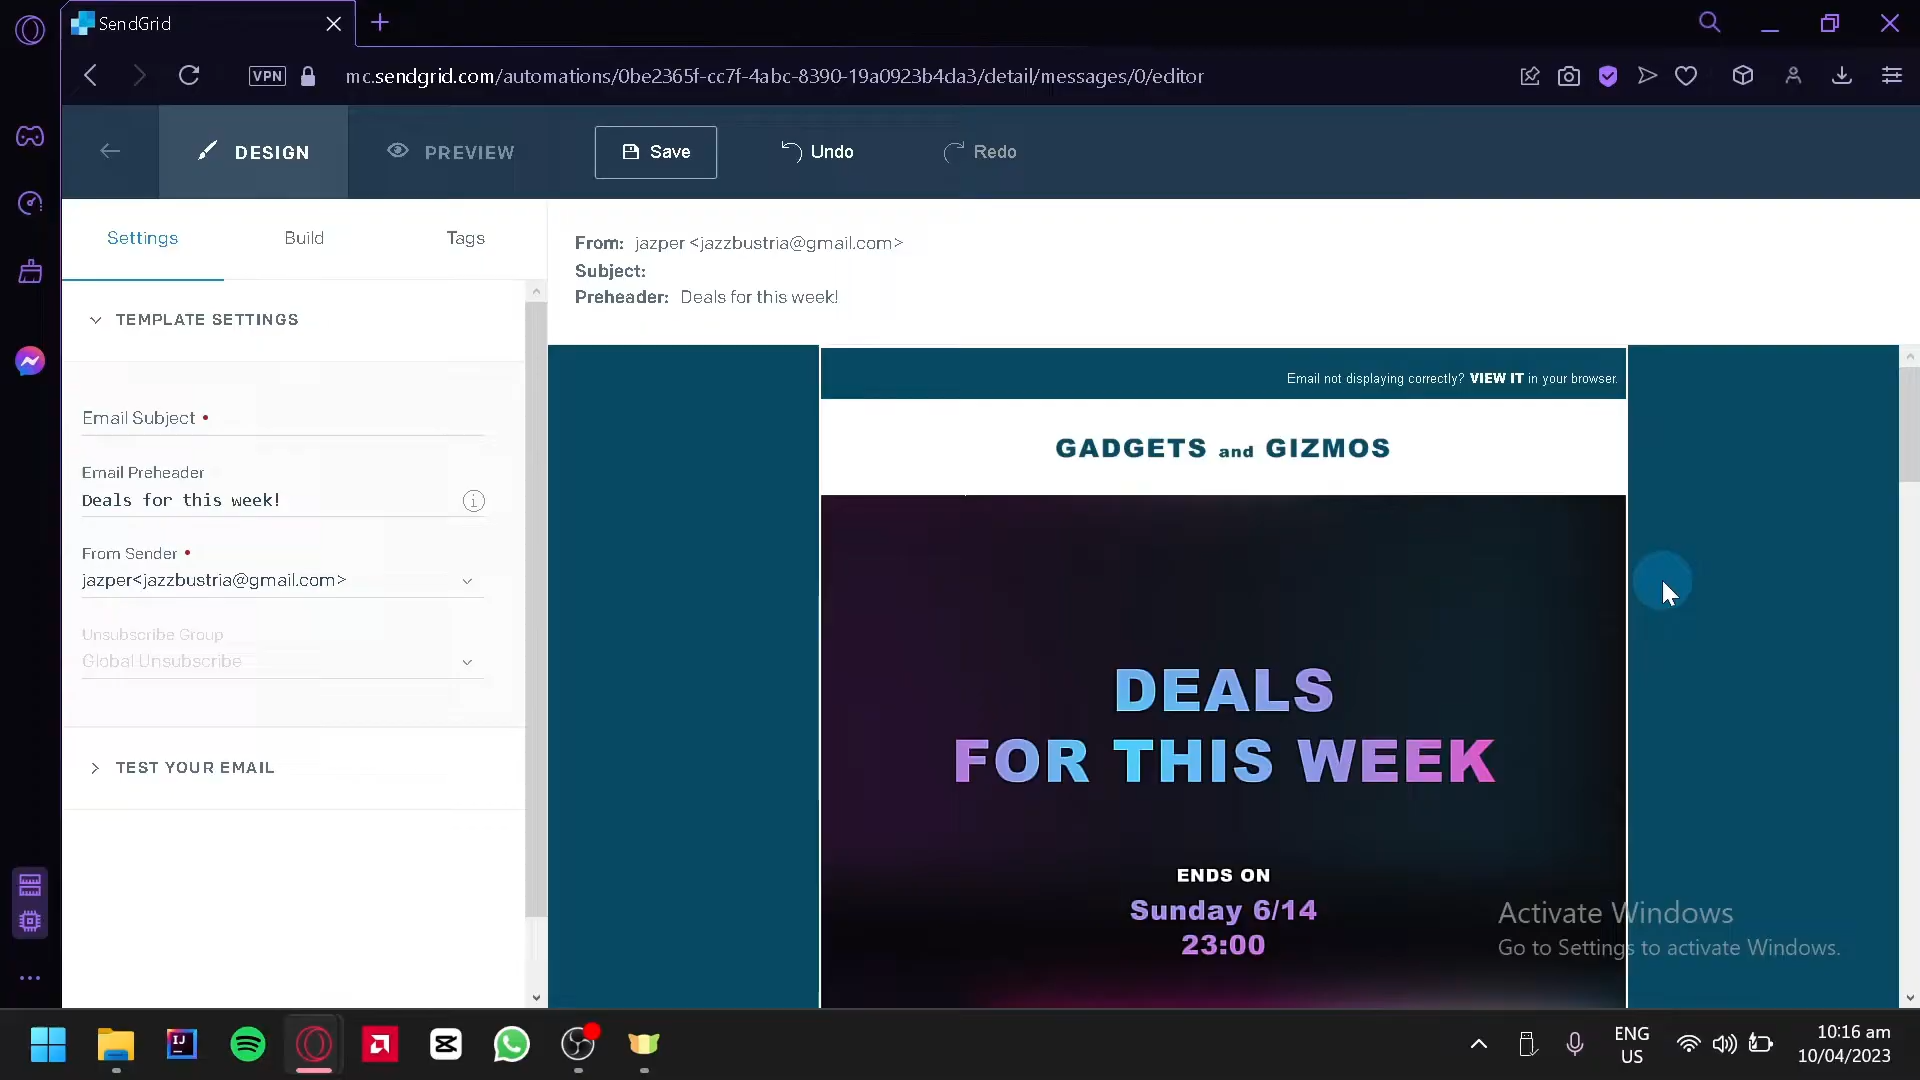 SendGrid
VPN
mc.sendgrid.com/automations/0be2365f-cc7f-4abc-8390-19a0923b4da3/detail/messages/0/editor
DESIGN
PREVIEW
Save
Undo
Redo
Settings
Build
Tags
From: jazper <jazzbustria@gmail.com>
Subject:
Preheader: Deals for this week!
TEMPLATE SETTINGS
Email Subject •
Email Preheader
Deals for this week!
From Sender •
jazper<jazzbustria@gmail.com>
Unsubscribe Group
Global Unsubscribe
TEST YOUR EMAIL
Email not displaying correctly? VIEW IT in your browser.
GADGETS and GIZMOS
DEALS
FOR THIS WEEK
ENDS ON
Sunday 6/14
23:00
Activate Windows
Go to Settings to activate Windows.
IJ
ENG
US
10:16 am
10/04/2023